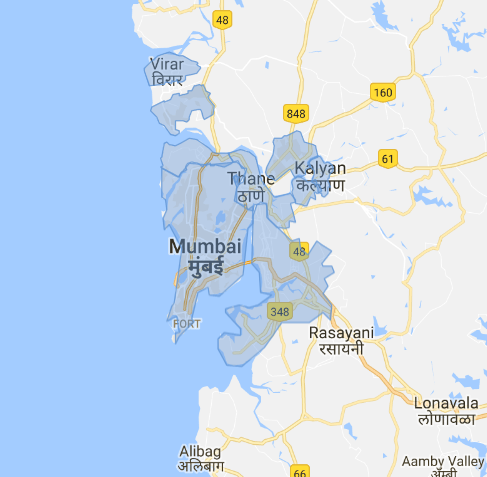 48
Virar
विरार
160
848
61
Kalyan
कल्याण
Thane
ठाणे
Mumbai
मुंबई
48
348
FORT
Rasayani
रसायनी
Lonavala
लोणावळा
Alibag
अलिबाग
Aamby Valley
ॲम्बी
66